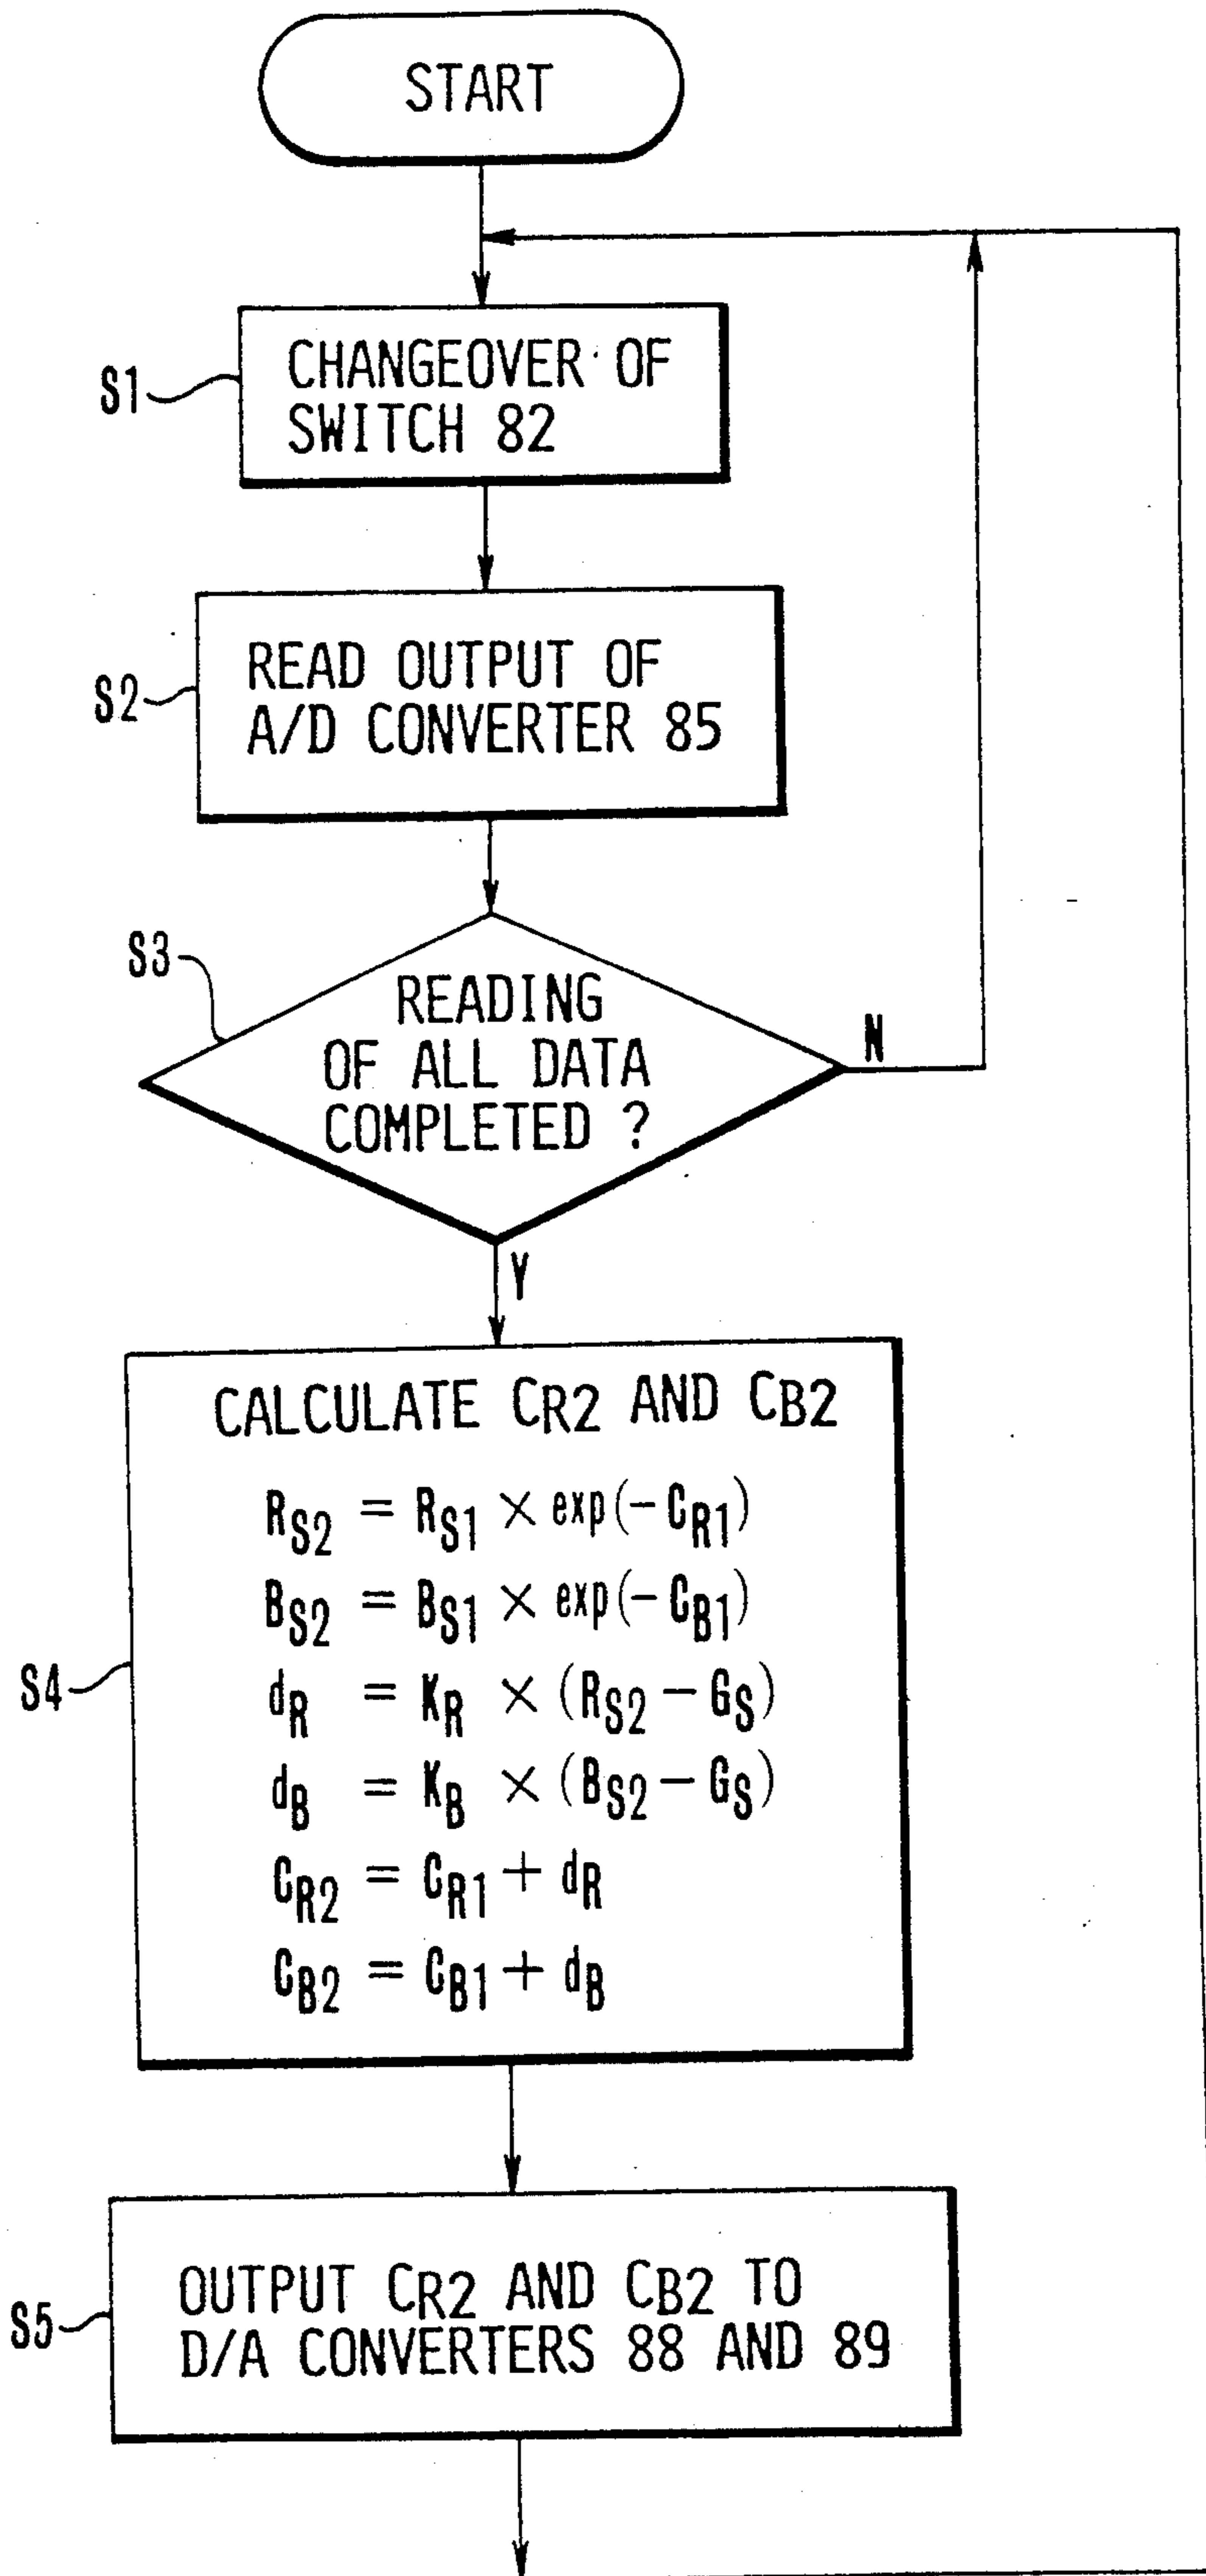 START
S1
CHANGEOVER OF
SWITCH 82
S2
READ OUTPUT OF
A/D CONVERTER 85
S3
READING
OF ALL DATA
COMPLETED ?
N
Y
S4
CALCULATE CR2 AND CB2
RS2 = RS1 × exp(-CR1)
BS2 = BS1 × exp(-CB1)
dR = KR × (RS2 - GS)
dB = KB × (BS2 - GS)
CR2 = CR1 + dR
CB2 = CB1 + dB
S5
OUTPUT CR2 AND CB2 TO
D/A CONVERTERS 88 AND 89